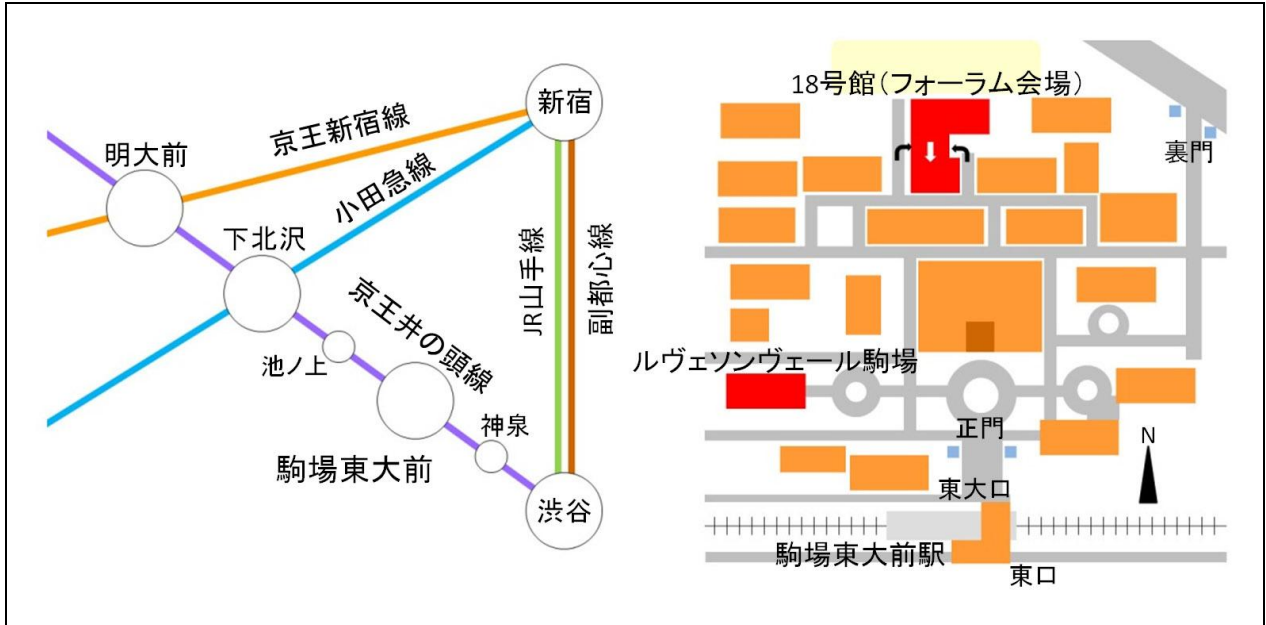 新宿
京王新宿線
明大前
小田急線
下北沢
JR山手線
副都心線
京王井の頭線
池ノ上
神泉
駒場東大前
渋谷
18号館(フォーラム会場)
裏門
ルヴェソンヴェール駒場
正門
N
東大口
駒場東大前駅
東口